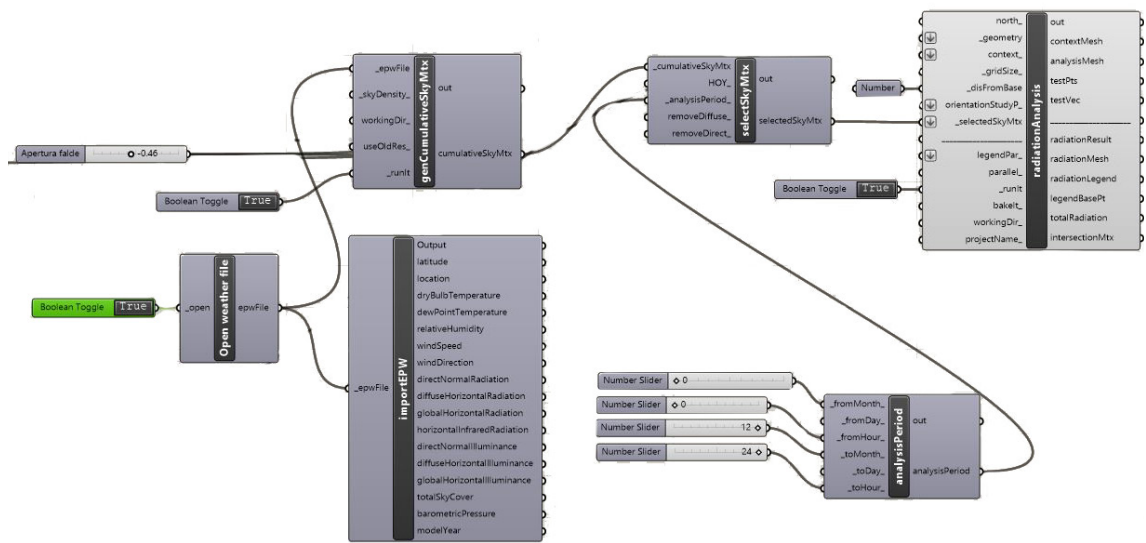 Apertura falde
-0.46
Boolean Toggle
True
Boolean Toggle
True
_open
Open weather file
epwFile
_epwFile
_skyDensity_
workingDir_
useOldRes_
_runIt
genCumulativeSkyMtx
out
cumulativeSkyMtx
_epwFile
importEPW
Output
latitude
location
dryBulbTemperature
dewPointTemperature
relativeHumidity
windSpeed
windDirection
directNormalRadiation
diffuseHorizontalRadiation
globalHorizontalRadiation
horizontalInfraredRadiation
directNormalIlluminance
diffuseHorizontalIlluminance
globalHorizontalIlluminance
totalSkyCover
barometricPressure
modelYear
_cumulativeSkyMtx
HOY_
_analysisPeriod_
removeDiffuse_
removeDirect_
selectSkyMtx
out
selectedSkyMtx
Number Slider
0
Number Slider
0
Number Slider
12
Number Slider
24
_fromMonth_
_fromDay_
_fromHour_
_toMonth_
_toDay_
_toHour_
analysisPeriod
out
analysisPeriod
Number
Boolean Toggle
True
north_
_geometry
context_
_gridSize_
_disFromBase
orientationStudyP_
_selectedSkyMtx
legendPar_
parallel_
_runIt
bakeIt_
workingDir_
projectName_
radiationAnalysis
out
contextMesh
analysisMesh
testPts
testVec
radiationResult
radiationMesh
radiationLegend
legendBasePt
totalRadiation
intersectionMtx